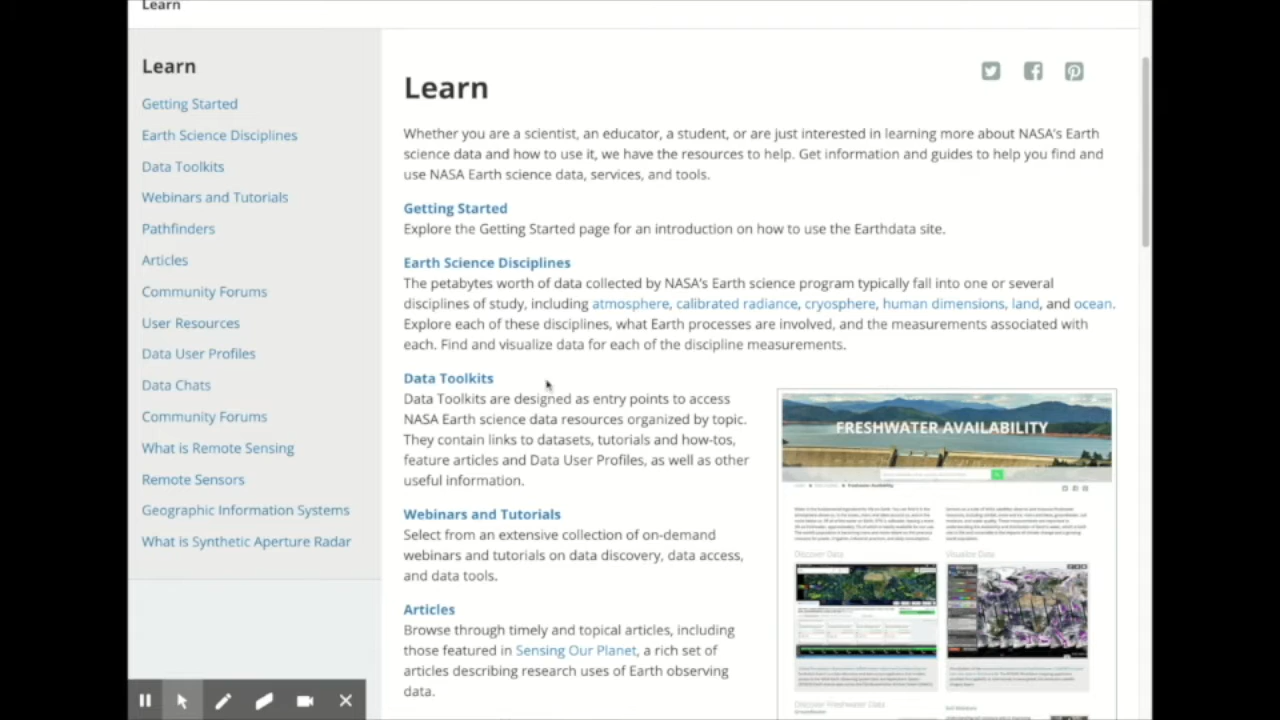 Learn
Learn
Getting Started
Earth Science Disciplines
Data Toolkits
Webinars and Tutorials
Pathfinders
Articles
Community Forums
User Resources
Data User Profiles
Data Chats
Community Forums
What is Remote Sensing
Remote Sensors
Geographic Information Systems
What is Synthetic Aperture Radar
Learn
Whether you are a scientist, an educator, a student, or are just interested in learning more about NASA's Earth
science data and how to use it, we have the resources to help. Get information and guides to help you find and
use NASA Earth science data, services, and tools.
Getting Started
Explore the Getting Started page for an introduction on how to use the Earthdata site.
Earth Science Disciplines
The petabytes worth of data collected by NASA's Earth science program typically fall into one or several
disciplines of study, including atmosphere, calibrated radiance, cryosphere, human dimensions, land, and ocean.
Explore each of these disciplines, what Earth processes are involved, and the measurements associated with
each. Find and visualize data for each of the discipline measurements.
Data Toolkits
Data Toolkits are designed as entry points to access
NASA Earth science data resources organized by topic.
They contain links to datasets, tutorials and how-tos,
feature articles and Data User Profiles, as well as other
useful information.
Webinars and Tutorials
Select from an extensive collection of on-demand
webinars and tutorials on data discovery, data access,
and data tools.
Articles
Browse through timely and topical articles, including
those featured in Sensing Our Planet, a rich set of
articles describing research uses of Earth observing
data.
FRESHWATER AVAILABILITY
Freshwater Availability
Discover Data
Visualize Data
Discover Freshwater Data